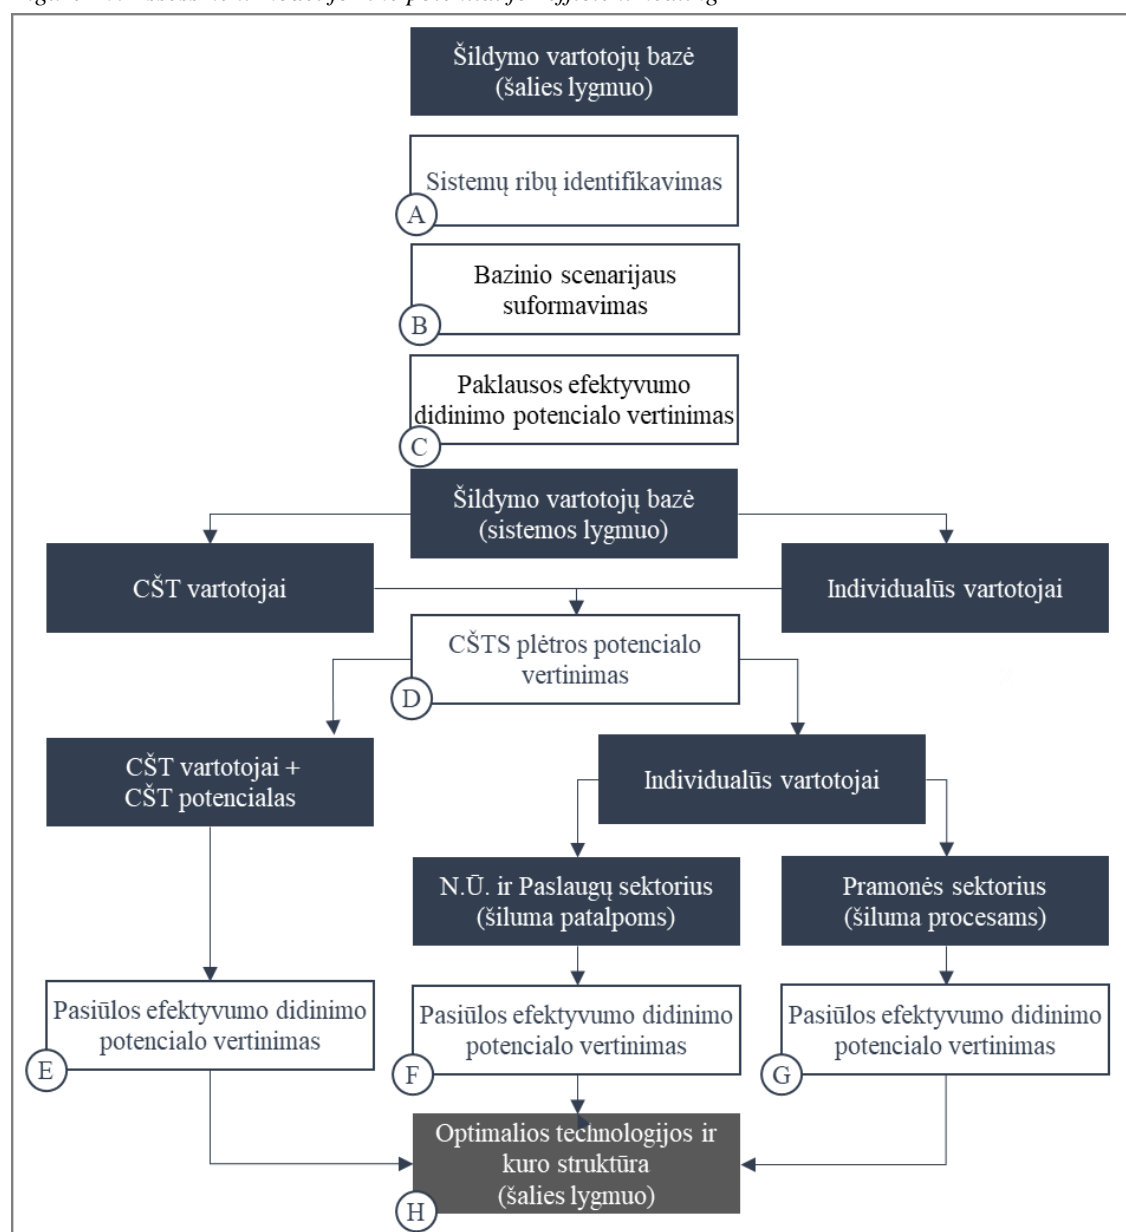 Šildymo vartotojų bazė
(šalies lygmuo)
Sistemų ribų identifikavimas
A
Bazinio scenarijaus
suformavimas
B
Paklausos efektyvumo
didinimo potencialo vertinimas
C
Šildymo vartotojų bazė
(sistemos lygmuo)
CŠT vartotojai
Individualūs vartotojai
CŠTS plėtros potencialo
vertinimas
D
CŠT vartotojai +
CŠT potencialas
Individualūs vartotojai
N.Ū. ir Paslaugų sektorius
(šiluma patalpoms)
Pramonės sektorius
(šiluma procesams)
Pasiūlos efektyvumo didinimo
potencialo vertinimas
E
Pasiūlos efektyvumo didinimo
potencialo vertinimas
F
Pasiūlos efektyvumo didinimo
potencialo vertinimas
G
Optimalios technologijos ir
kuro struktūra
(šalies lygmuo)
H